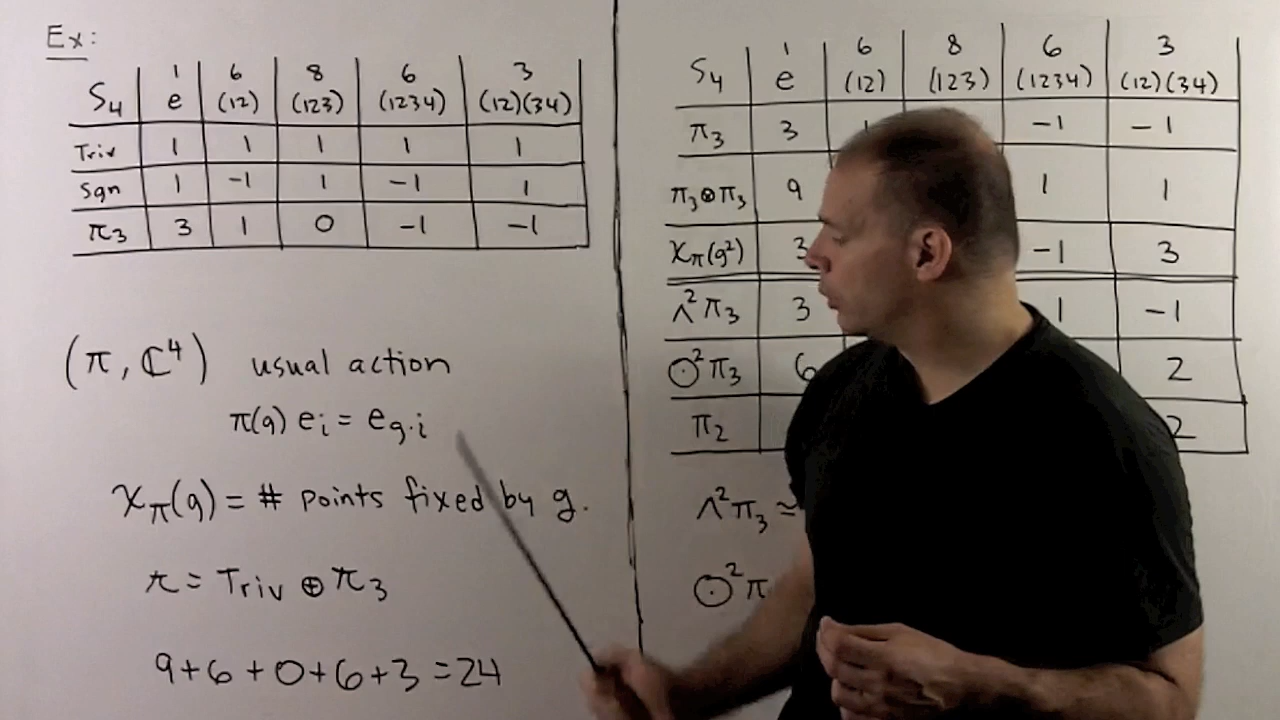 Ex:
1 6 8 6 3
S₄ e (12) (123) (1234) (12)(34)
Triv 1 1 1 1 1
Sgn 1 -1 1 -1 1
π₃ 3 1 0 -1 -1
(π, ℂ⁴) usual action
π(g) eᵢ = e_{g·i}
χ_π(g) = # points fixed by g.
π = Triv ⊕ π₃
9+6+0+6+3 = 24
1 6 8 6 3
S₄ e (12) (123) (1234) (12)(34)
π₃ 3 -1 -1
π₃⊗π₃ 9 1 1
χ_π(g²) 3 -1 3
Λ²π₃ 3 1 -1
⊙²π₃ 6 2
π₂ 2
Λ²π₃ ≃
⊙²π